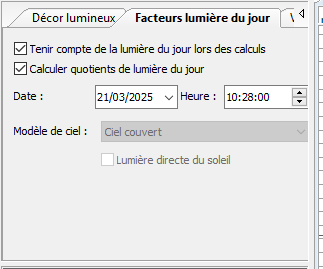 Décor lumineux Facteurs lumière du jour
Tenir compte de la lumière du jour lors des calculs
Calculer quotients de lumière du jour
Date : 21/03/2025 Heure : 10:28:00
Modèle de ciel : Ciel couvert
Lumière directe du soleil